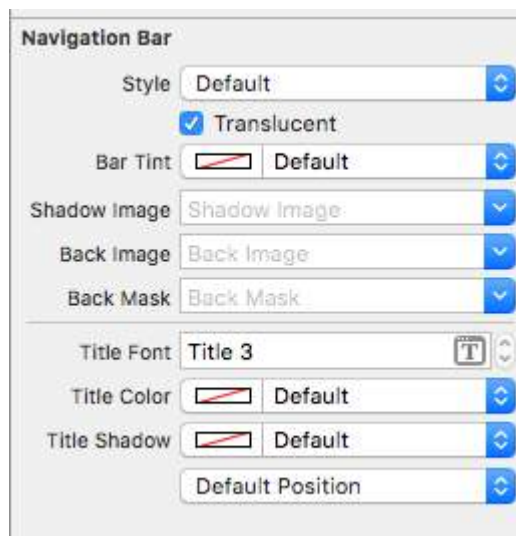 Navigation Bar
Style Default
Translucent
Bar Tint Default
Shadow Image Shadow Image
Back Image Back Image
Back Mask Back Mask
Title Font Title 3 T
Title Color Default
Title Shadow Default
Default Position